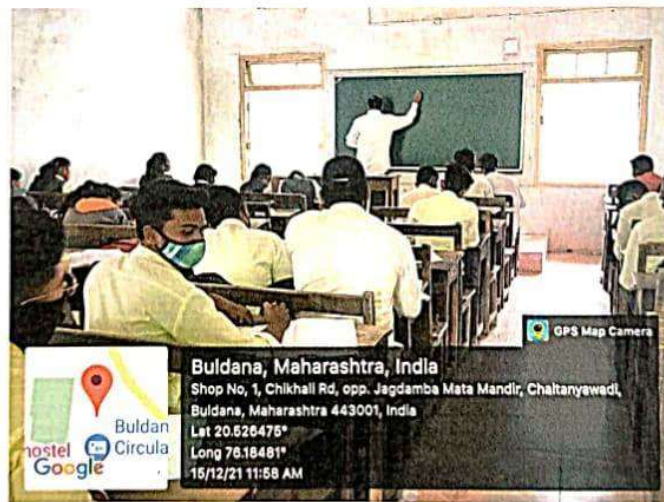 GPS Map Camera
Buldana, Maharashtra, India
Shop No, 1, Chikhali Rd, opp. Jagdamba Mata Mandir, Chaitanyawadi,
Buldana, Maharashtra 443001, India
Lat 20.526475°
Long 76.18481°
15/12/21 11:58 AM
hostel
Buldan
Circula
Google